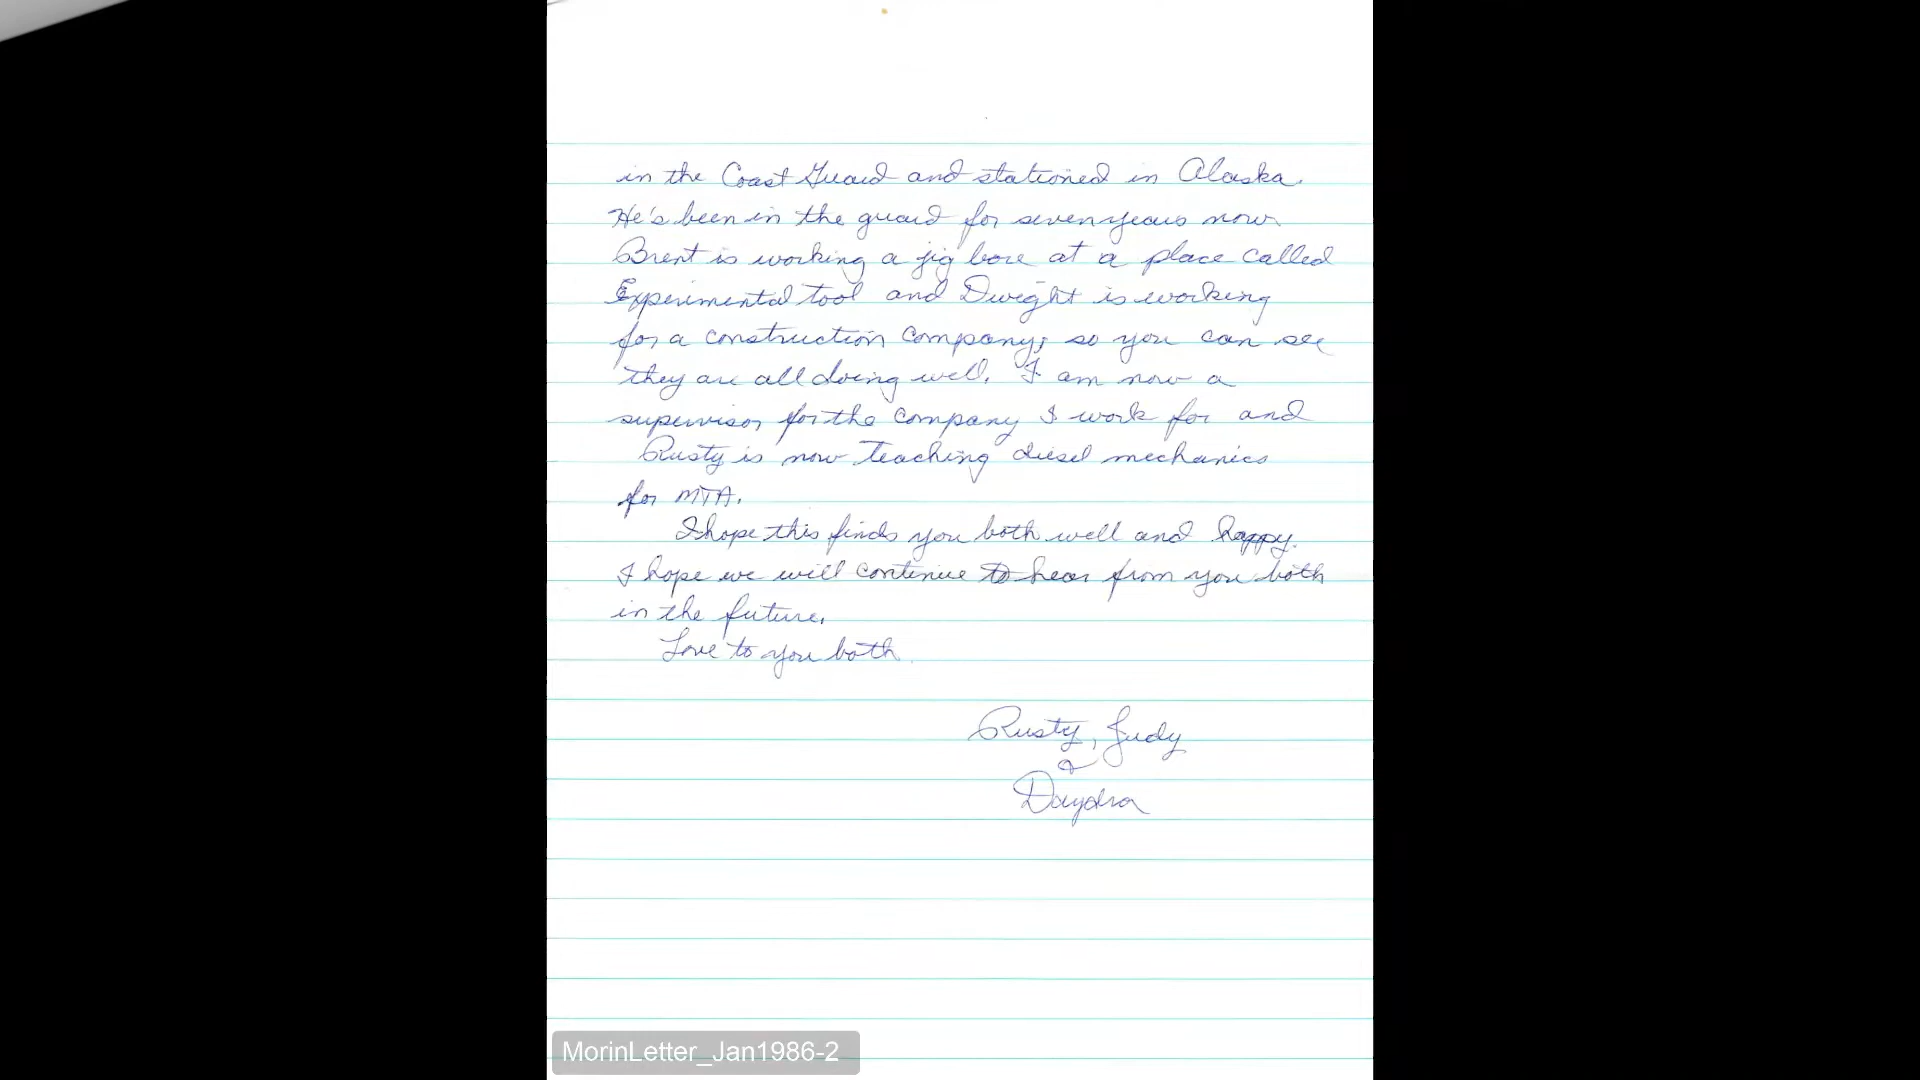 in the Coast Guard and stationed in Alaska.
He's been in the guard for seven years now.
Brent is working a jig bore at a place called
Experimental tool and Dwight is working
for a construction company; so you can see
they are all doing well. I am now a
supervisor for the company I work for and
Rusty is now teaching diesel mechanics
for MTA.
I hope this finds you both well and happy.
I hope we will continue to hear from you both
in the future.
Love to you both.
Rusty, Judy
&
Daydra
MorinLetter_Jan1986-2